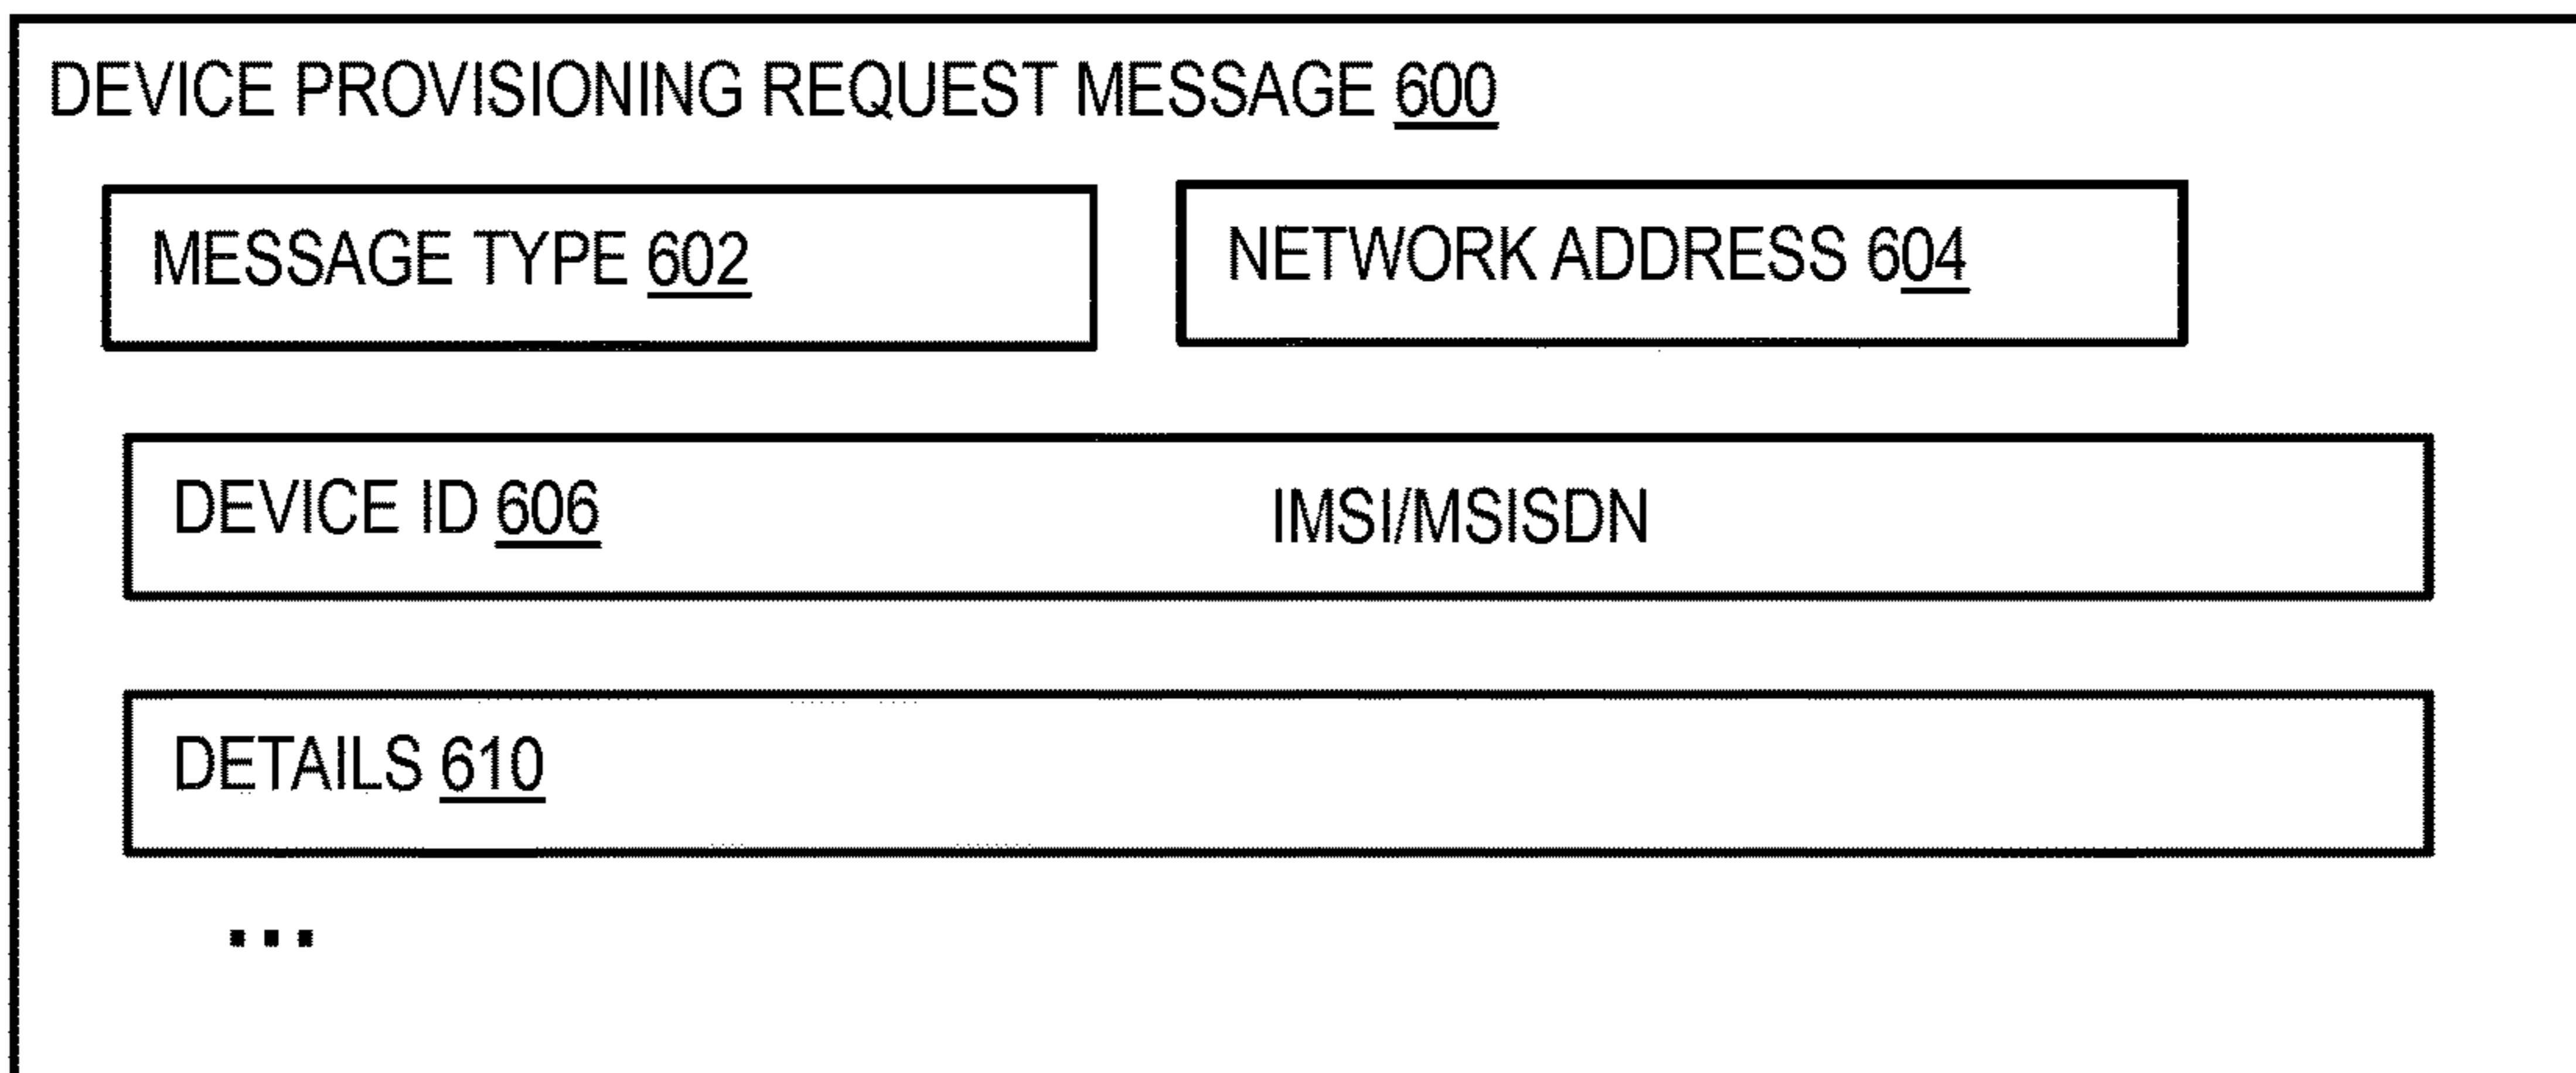 DEVICE PROVISIONING REQUEST MESSAGE 600
MESSAGE TYPE 602
NETWORK ADDRESS 604
DEVICE ID 606 IMSI/MSISDN
DETAILS 610
...